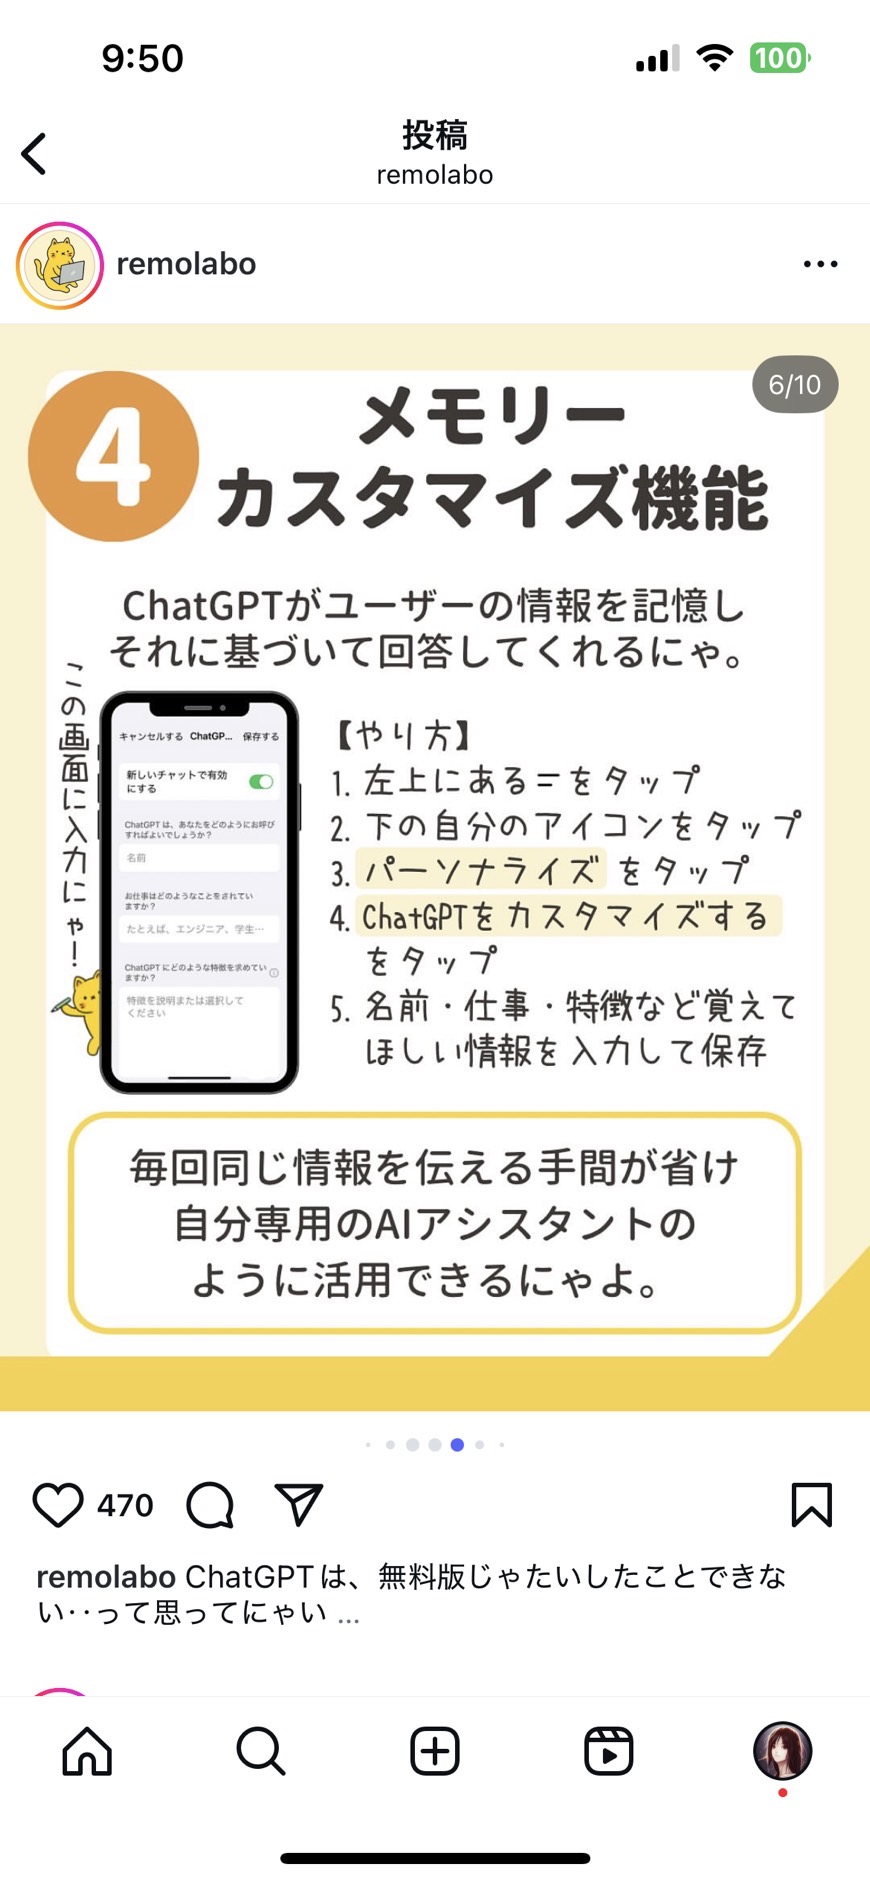 9:50
100
投稿
remolabo
remolabo
6/10
4
メモリー
カスタマイズ機能
ChatGPTがユーザーの情報を記憶し
それに基づいて回答してくれるにゃ。
この画面に入力にゃー!
キャンセルする ChatGP... 保存する
新しいチャットで有効
にする
ChatGPT は、あなたをどのようにお呼び
すればよいでしょうか?
名前
お仕事はどのようなことをされてい
ますか?
たとえば、エンジニア、学生…
ChatGPT にどのような特徴を求めてい
ますか?
特徴を説明または選択して
ください
【やり方】
1. 左上にある=をタップ
2. 下の自分のアイコンをタップ
3. パーソナライズ をタップ
4. ChatGPTをカスタマイズする
をタップ
5. 名前・仕事・特徴など覚えて
ほしい情報を入力して保存
毎回同じ情報を伝える手間が省け
自分専用のAIアシスタントの
ように活用できるにゃよ。
470
remolabo ChatGPTは、無料版じゃたいしたことできな
い‥って思ってにゃい ...